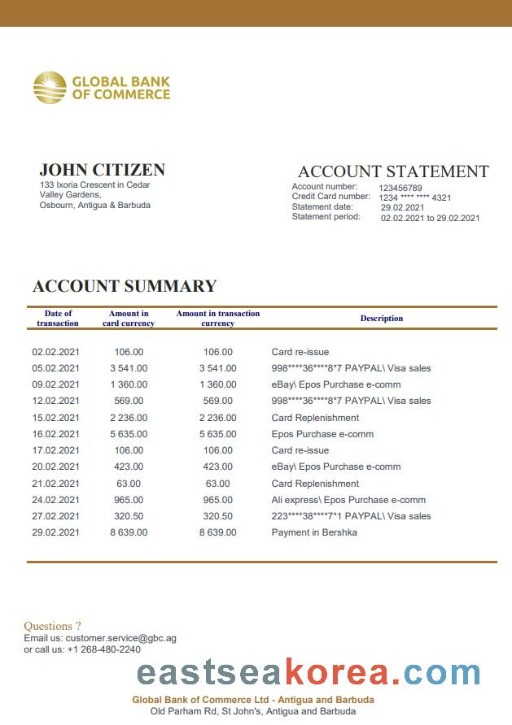 GLOBAL BANK
OF COMMERCE
JOHN CITIZEN
133 Ixoria Crescent in Cedar
Valley Gardens,
Osbourn, Antigua & Barbuda
ACCOUNT STATEMENT
Account number: 123456789
Credit Card number: 1234 **** **** 4321
Statement date: 29.02.2021
Statement period: 02.02.2021 to 29.02.2021
ACCOUNT SUMMARY
Date of transaction Amount in card currency Amount in transaction currency Description
02.02.2021 106.00 106.00 Card re-issue
05.02.2021 3 541.00 3 541.00 998****36****8*7 PAYPAL\ Visa sales
09.02.2021 1 360.00 1 360.00 eBay\ Epos Purchase e-comm
12.02.2021 569.00 569.00 998****36****8*7 PAYPAL\ Visa sales
15.02.2021 2 236.00 2 236.00 Card Replenishment
16.02.2021 5 635.00 5 635.00 Epos Purchase e-comm
17.02.2021 106.00 106.00 Card re-issue
20.02.2021 423.00 423.00 eBay\ Epos Purchase e-comm
21.02.2021 63.00 63.00 Card Replenishment
24.02.2021 965.00 965.00 Ali express\ Epos Purchase e-comm
27.02.2021 320.50 320.50 223****38****7*1 PAYPAL\ Visa sales
29.02.2021 8 639.00 8 639.00 Payment in Bershka
Questions ?
Email us: customer.service@gbc.ag
or call us: +1 268-480-2240
eastseakorea.com
Global Bank of Commerce Ltd - Antigua and Barbuda
Old Parham Rd, St John's, Antigua and Barbuda